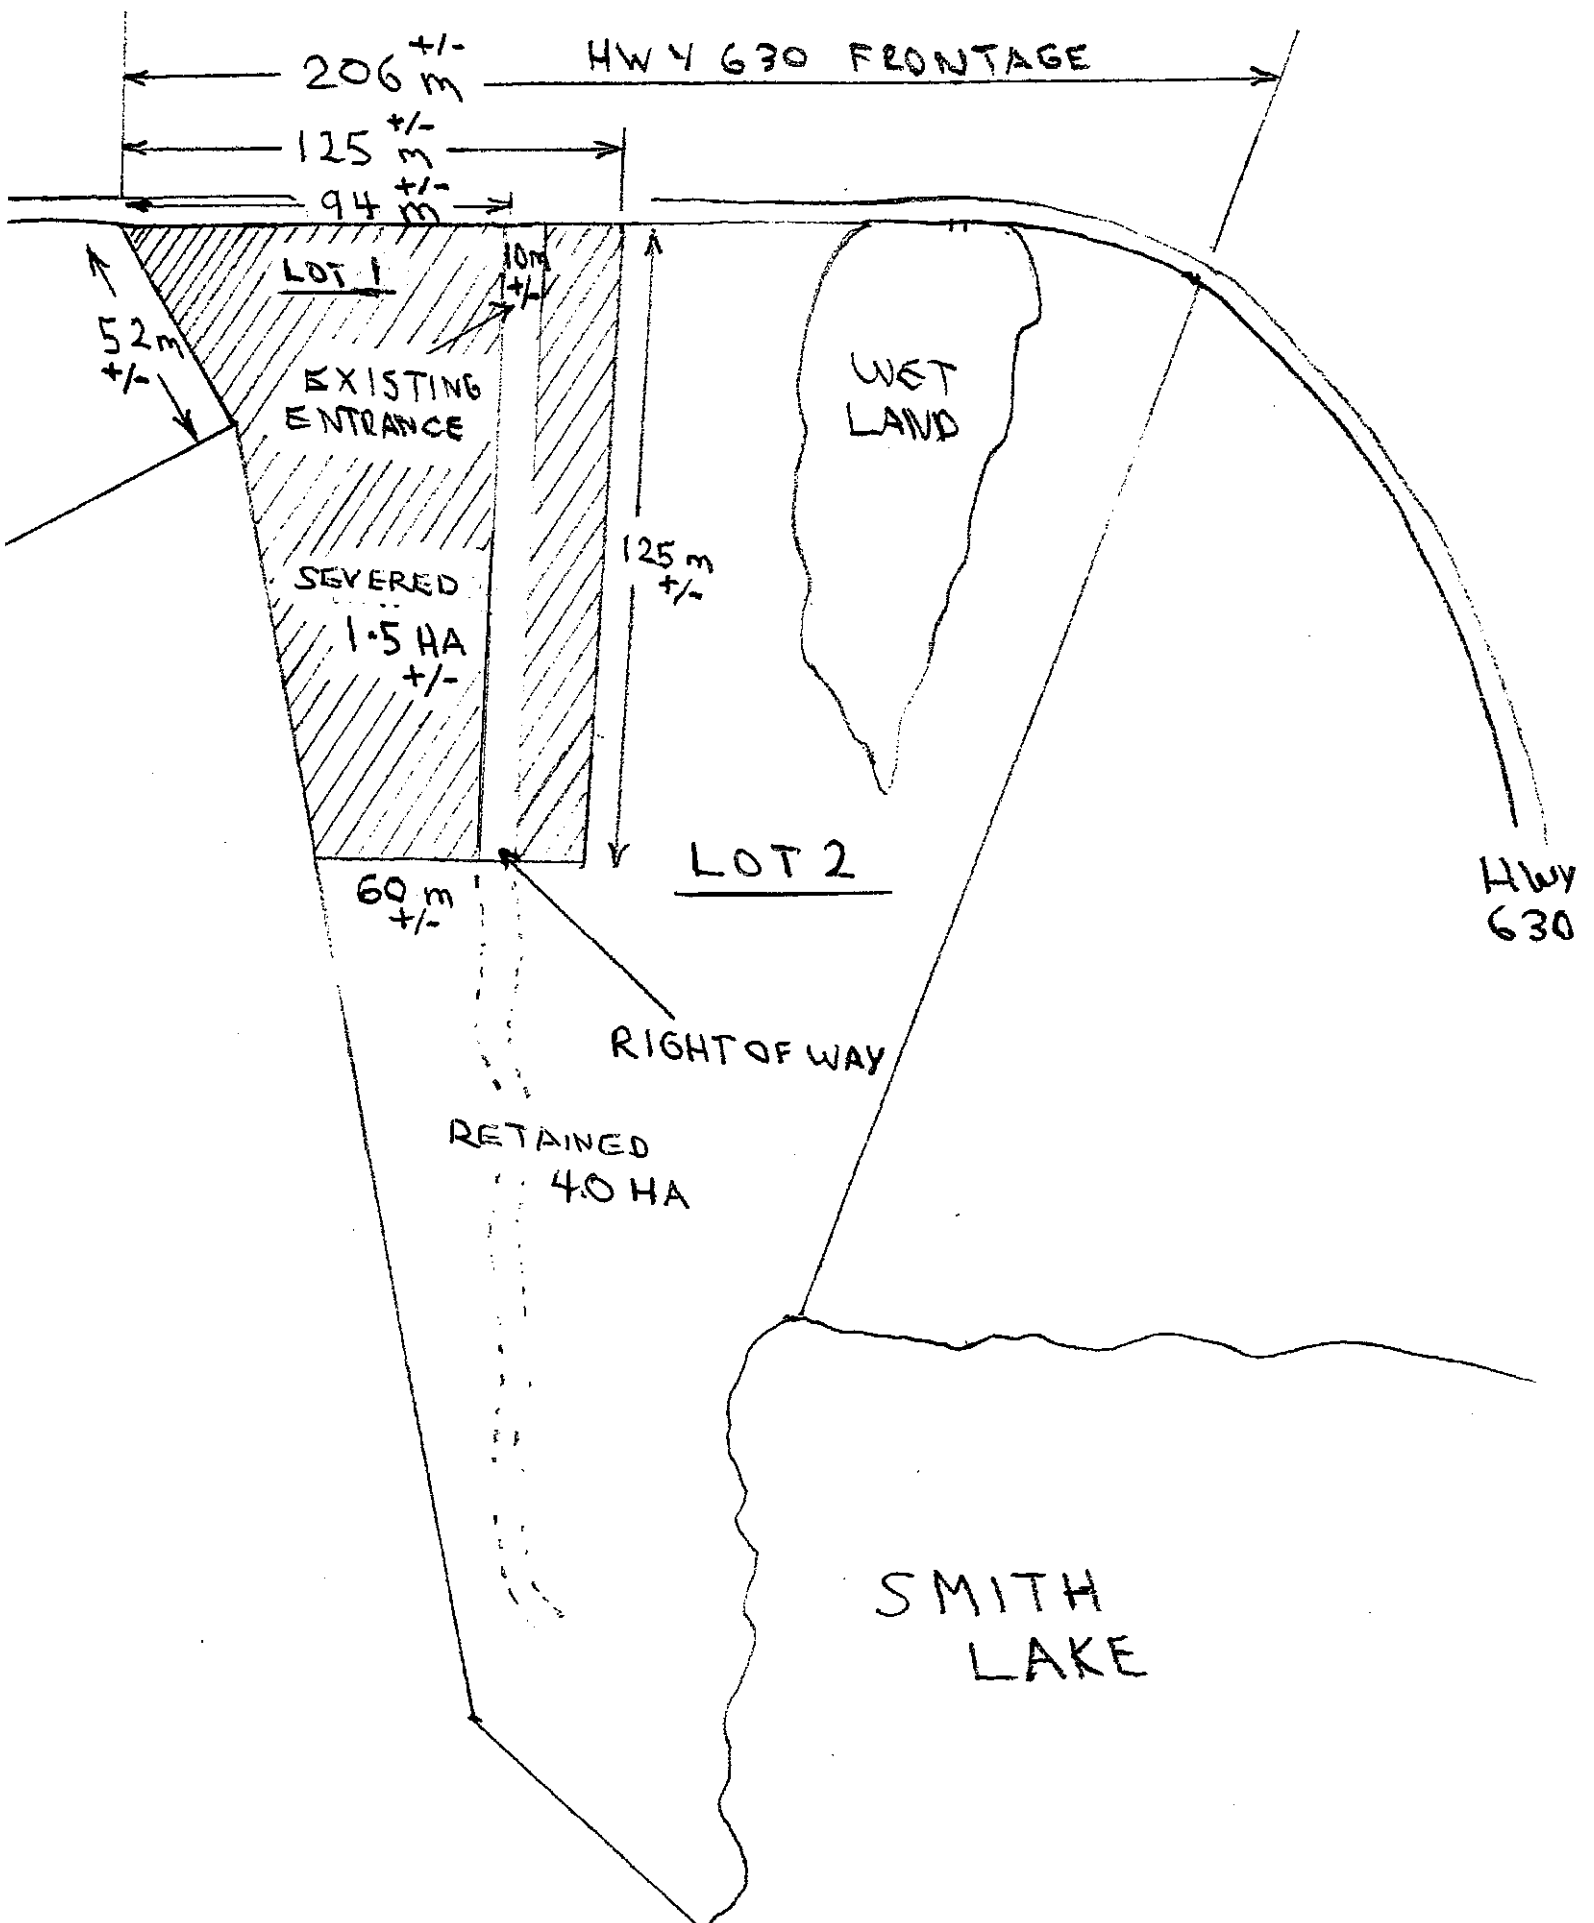 206 +/- m HWY 630 FRONTAGE
125 +/- m
94 +/- m
LOT 1
10m
+/-
52 m
+/-
EXISTING
ENTRANCE
WET
LAND
125 m
+/-
SEVERED
1.5 HA
+/-
60 m
+/-
LOT 2
HWY
630
RIGHT OF WAY
RETAINED
4.0 HA
SMITH
LAKE